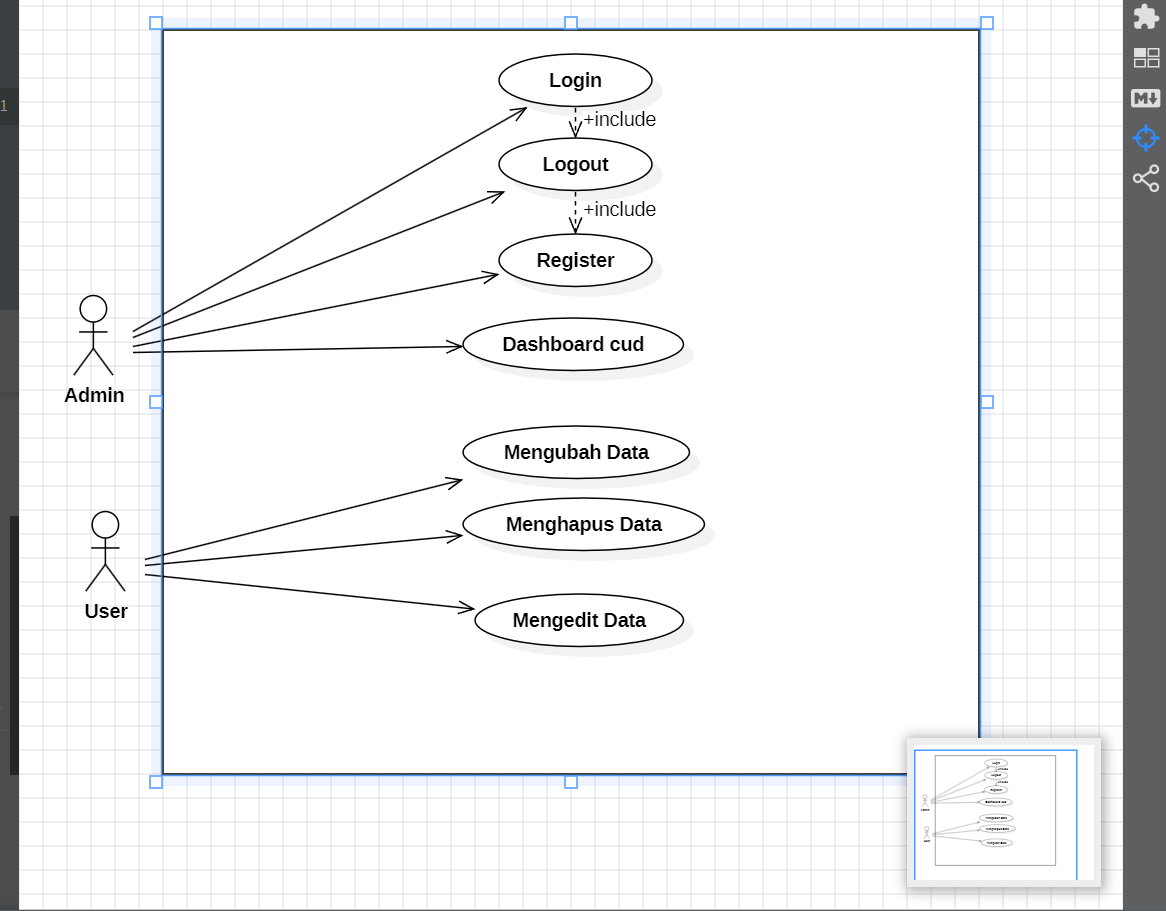 1
Login
+include
Logout
+include
Register
Dashboard cud
Admin
Mengubah Data
Menghapus Data
Mengedit Data
User
M